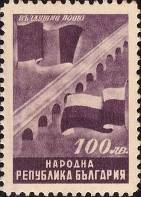 ВЪЗДУШНА ПОЩА
100 ЛВ.
НАРОДНА
РЕПУБЛИКА БЪЛГАРИЯ